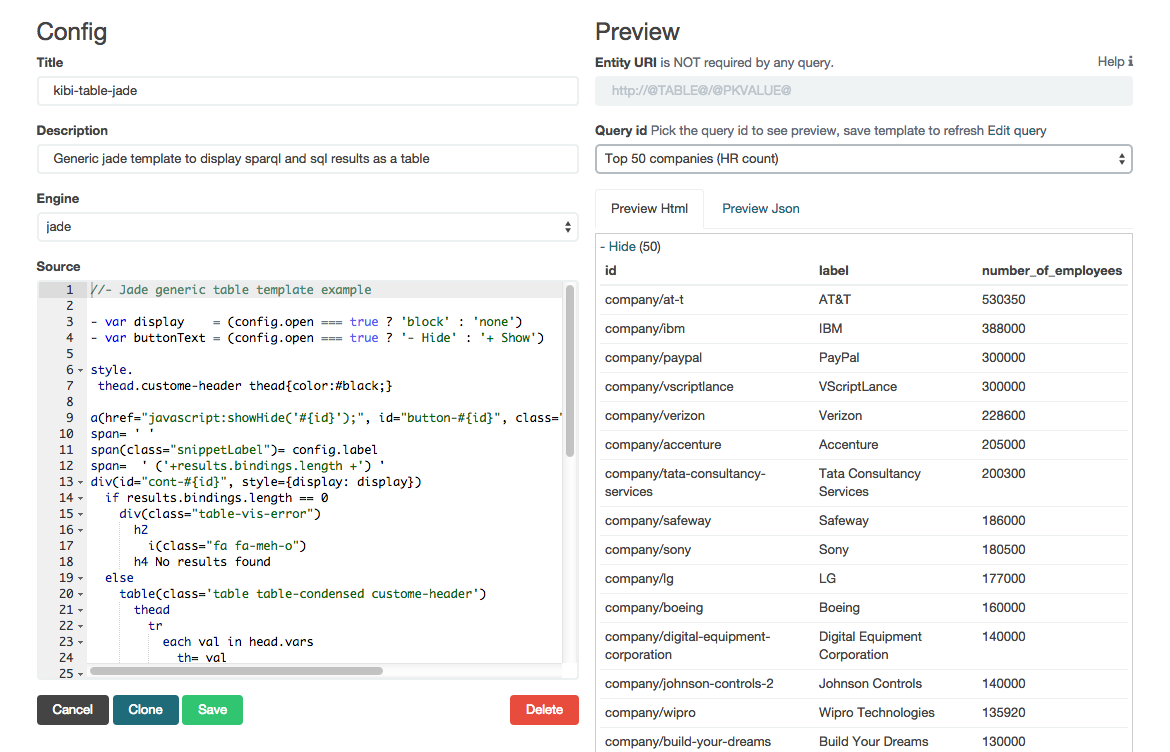 Config
Title
kibi-table-jade
Description
Generic jade template to display sparql and sql results as a table
Engine
jade
Source
1 //- Jade generic table template example
2
3 - var display    = (config.open === true ? 'block' : 'none')
4 - var buttonText = (config.open === true ? '- Hide' : '+ Show')
5
6 style.
7  thead.custome-header thead{color:#black;}
8
9 a(href="javascript:showHide('#{id}');", id="button-#{id}", class='
10 span= ' '
11 span(class="snippetLabel")= config.label
12 span=  ' ('+results.bindings.length +') '
13 div(id="cont-#{id}", style={display: display})
14   if results.bindings.length == 0
15     div(class="table-vis-error")
16       h2
17         i(class="fa fa-meh-o")
18       h4 No results found
19   else
20     table(class='table table-condensed custome-header')
21       thead
22         tr
23           each val in head.vars
24             th= val
25
Cancel Clone Save Delete
Preview
Entity URI is NOT required by any query. Help i
http://@TABLE@/@PKVALUE@
Query id Pick the query id to see preview, save template to refresh Edit query
Top 50 companies (HR count)
Preview Html Preview Json
- Hide (50)
id label number_of_employees
company/at-t AT&T 530350
company/ibm IBM 388000
company/paypal PayPal 300000
company/vscriptlance VScriptLance 300000
company/verizon Verizon 228600
company/accenture Accenture 205000
company/tata-consultancy- Tata Consultancy 200300
services Services
company/safeway Safeway 186000
company/sony Sony 180500
company/lg LG 177000
company/boeing Boeing 160000
company/digital-equipment- Digital Equipment 140000
corporation Corporation
company/johnson-controls-2 Johnson Controls 140000
company/wipro Wipro Technologies 135920
company/build-your-dreams Build Your Dreams 130000